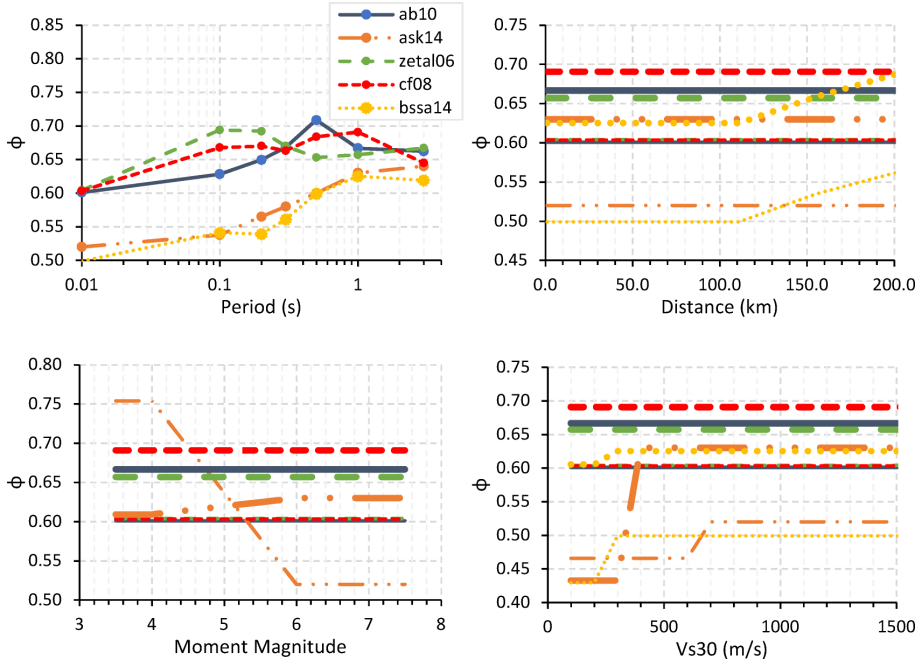 0.85
0.80
0.75
0.70
0.65
0.60
0.55
0.50
ϕ
0.01 0.1 1
Period (s)
ab10
ask14
zetal06
cf08
bssa14
0.75
0.70
0.65
0.60
0.55
0.50
0.45
ϕ
0.0 50.0 100.0 150.0 200.0
Distance (km)
0.80
0.75
0.70
0.65
0.60
0.55
0.50
ϕ
3 4 5 6 7 8
Moment Magnitude
0.75
0.70
0.65
0.60
0.55
0.50
0.45
0.40
ϕ
0 500 1000 1500
Vs30 (m/s)